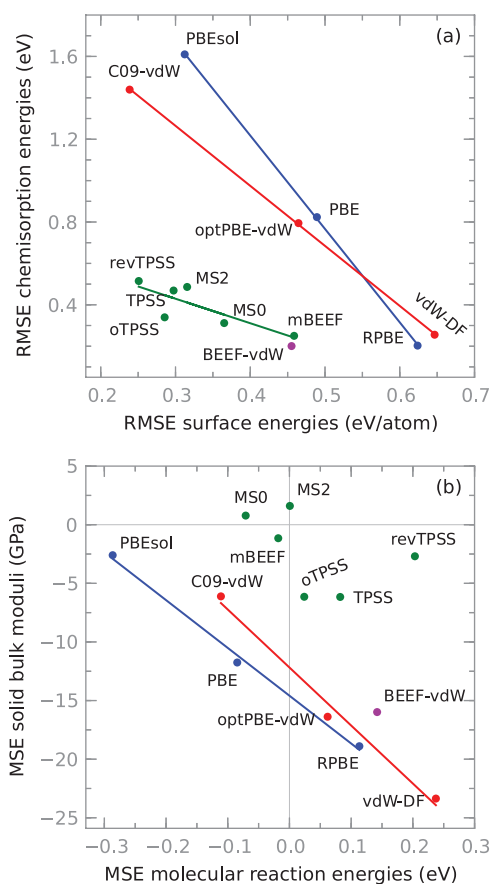 (a)
PBEsol
1.6
C09-vdW
1.2
PBE
0.8
optPBE-vdW
revTPSS
MS2
vdW-DF
TPSS
MS0
mBEEF
0.4
oTPSS
BEEF-vdW
RPBE
0.2 0.3 0.4 0.5 0.6 0.7
RMSE surface energies (eV/atom)
RMSE chemisorption energies (eV)
(b)
5
MS2
MS0
0
PBEsol
mBEEF
revTPSS
C09-vdW
oTPSS
−5
TPSS
−10
PBE
BEEF-vdW
−15
optPBE-vdW
RPBE
−20
vdW-DF
−25
−0.3 −0.2 −0.1 0.0 0.1 0.2 0.3
MSE molecular reaction energies (eV)
MSE solid bulk moduli (GPa)